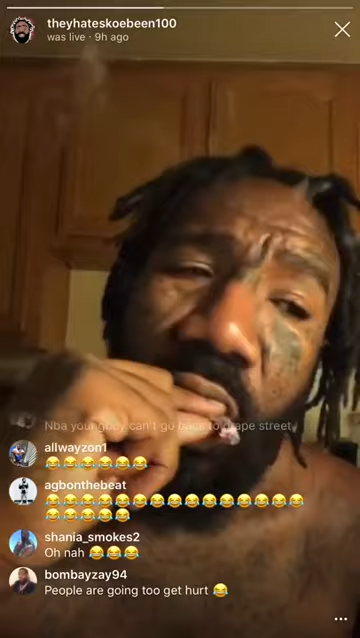 theyhateskoebeen100
was live · 9h ago
Nba youngboy can't go back to grape street
allwayzon1
😂😂😂😂😂😂
agbonthebeat
😂😂😂😂😂😂😂😂😂😂😂😂😂😂😂
😂😂😂😂😂
shania_smokes2
Oh nah 😂😂😂
bombayzay94
People are going too get hurt 😂